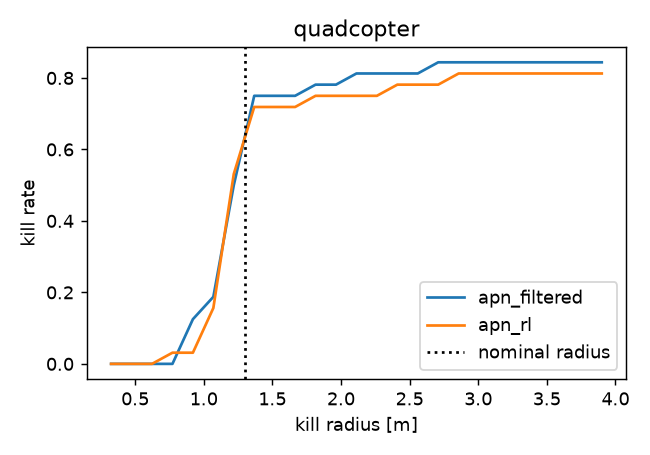 quadcopter
kill rate
0.8
0.6
0.4
0.2
0.0
apn_filtered
apn_rl
nominal radius
0.5 1.0 1.5 2.0 2.5 3.0 3.5 4.0
kill radius [m]